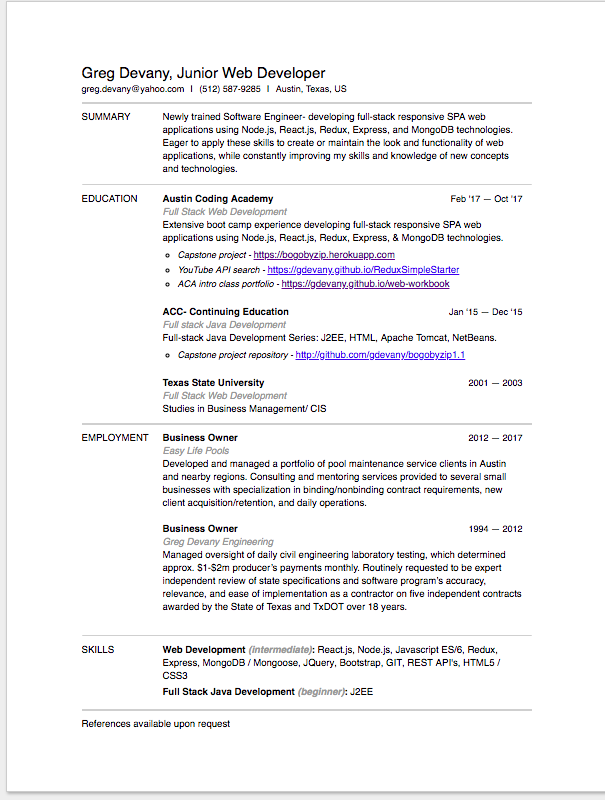 Greg Devany, Junior Web Developer
greg.devany@yahoo.com | (512) 587-9285 | Austin, Texas, US
SUMMARY
Newly trained Software Engineer- developing full-stack responsive SPA web
applications using Node.js, React.js, Redux, Express, and MongoDB technologies.
Eager to apply these skills to create or maintain the look and functionality of web
applications, while constantly improving my skills and knowledge of new concepts
and technologies.
EDUCATION
Austin Coding Academy Feb '17 — Oct '17
Full Stack Web Development
Extensive boot camp experience developing full-stack responsive SPA web
applications using Node.js, React.js, Redux, Express, & MongoDB technologies.
Capstone project - https://bogobyzip.herokuapp.com
YouTube API search - https://gdevany.github.io/ReduxSimpleStarter
ACA intro class portfolio - https://gdevany.github.io/web-workbook
ACC- Continuing Education Jan '15 — Dec '15
Full stack Java Development
Full-stack Java Development Series: J2EE, HTML, Apache Tomcat, NetBeans.
Capstone project repository - http://github.com/gdevany/bogobyzip1.1
Texas State University 2001 — 2003
Full Stack Web Development
Studies in Business Management/ CIS
EMPLOYMENT
Business Owner 2012 — 2017
Easy Life Pools
Developed and managed a portfolio of pool maintenance service clients in Austin
and nearby regions. Consulting and mentoring services provided to several small
businesses with specialization in binding/nonbinding contract requirements, new
client acquisition/retention, and daily operations.
Business Owner 1994 — 2012
Greg Devany Engineering
Managed oversight of daily civil engineering laboratory testing, which determined
approx. $1-$2m producer's payments monthly. Routinely requested to be expert
independent review of state specifications and software program's accuracy,
relevance, and ease of implementation as a contractor on five independent contracts
awarded by the State of Texas and TxDOT over 18 years.
SKILLS
Web Development (intermediate): React.js, Node.js, Javascript ES/6, Redux,
Express, MongoDB / Mongoose, JQuery, Bootstrap, GIT, REST API's, HTML5 /
CSS3
Full Stack Java Development (beginner): J2EE
References available upon request